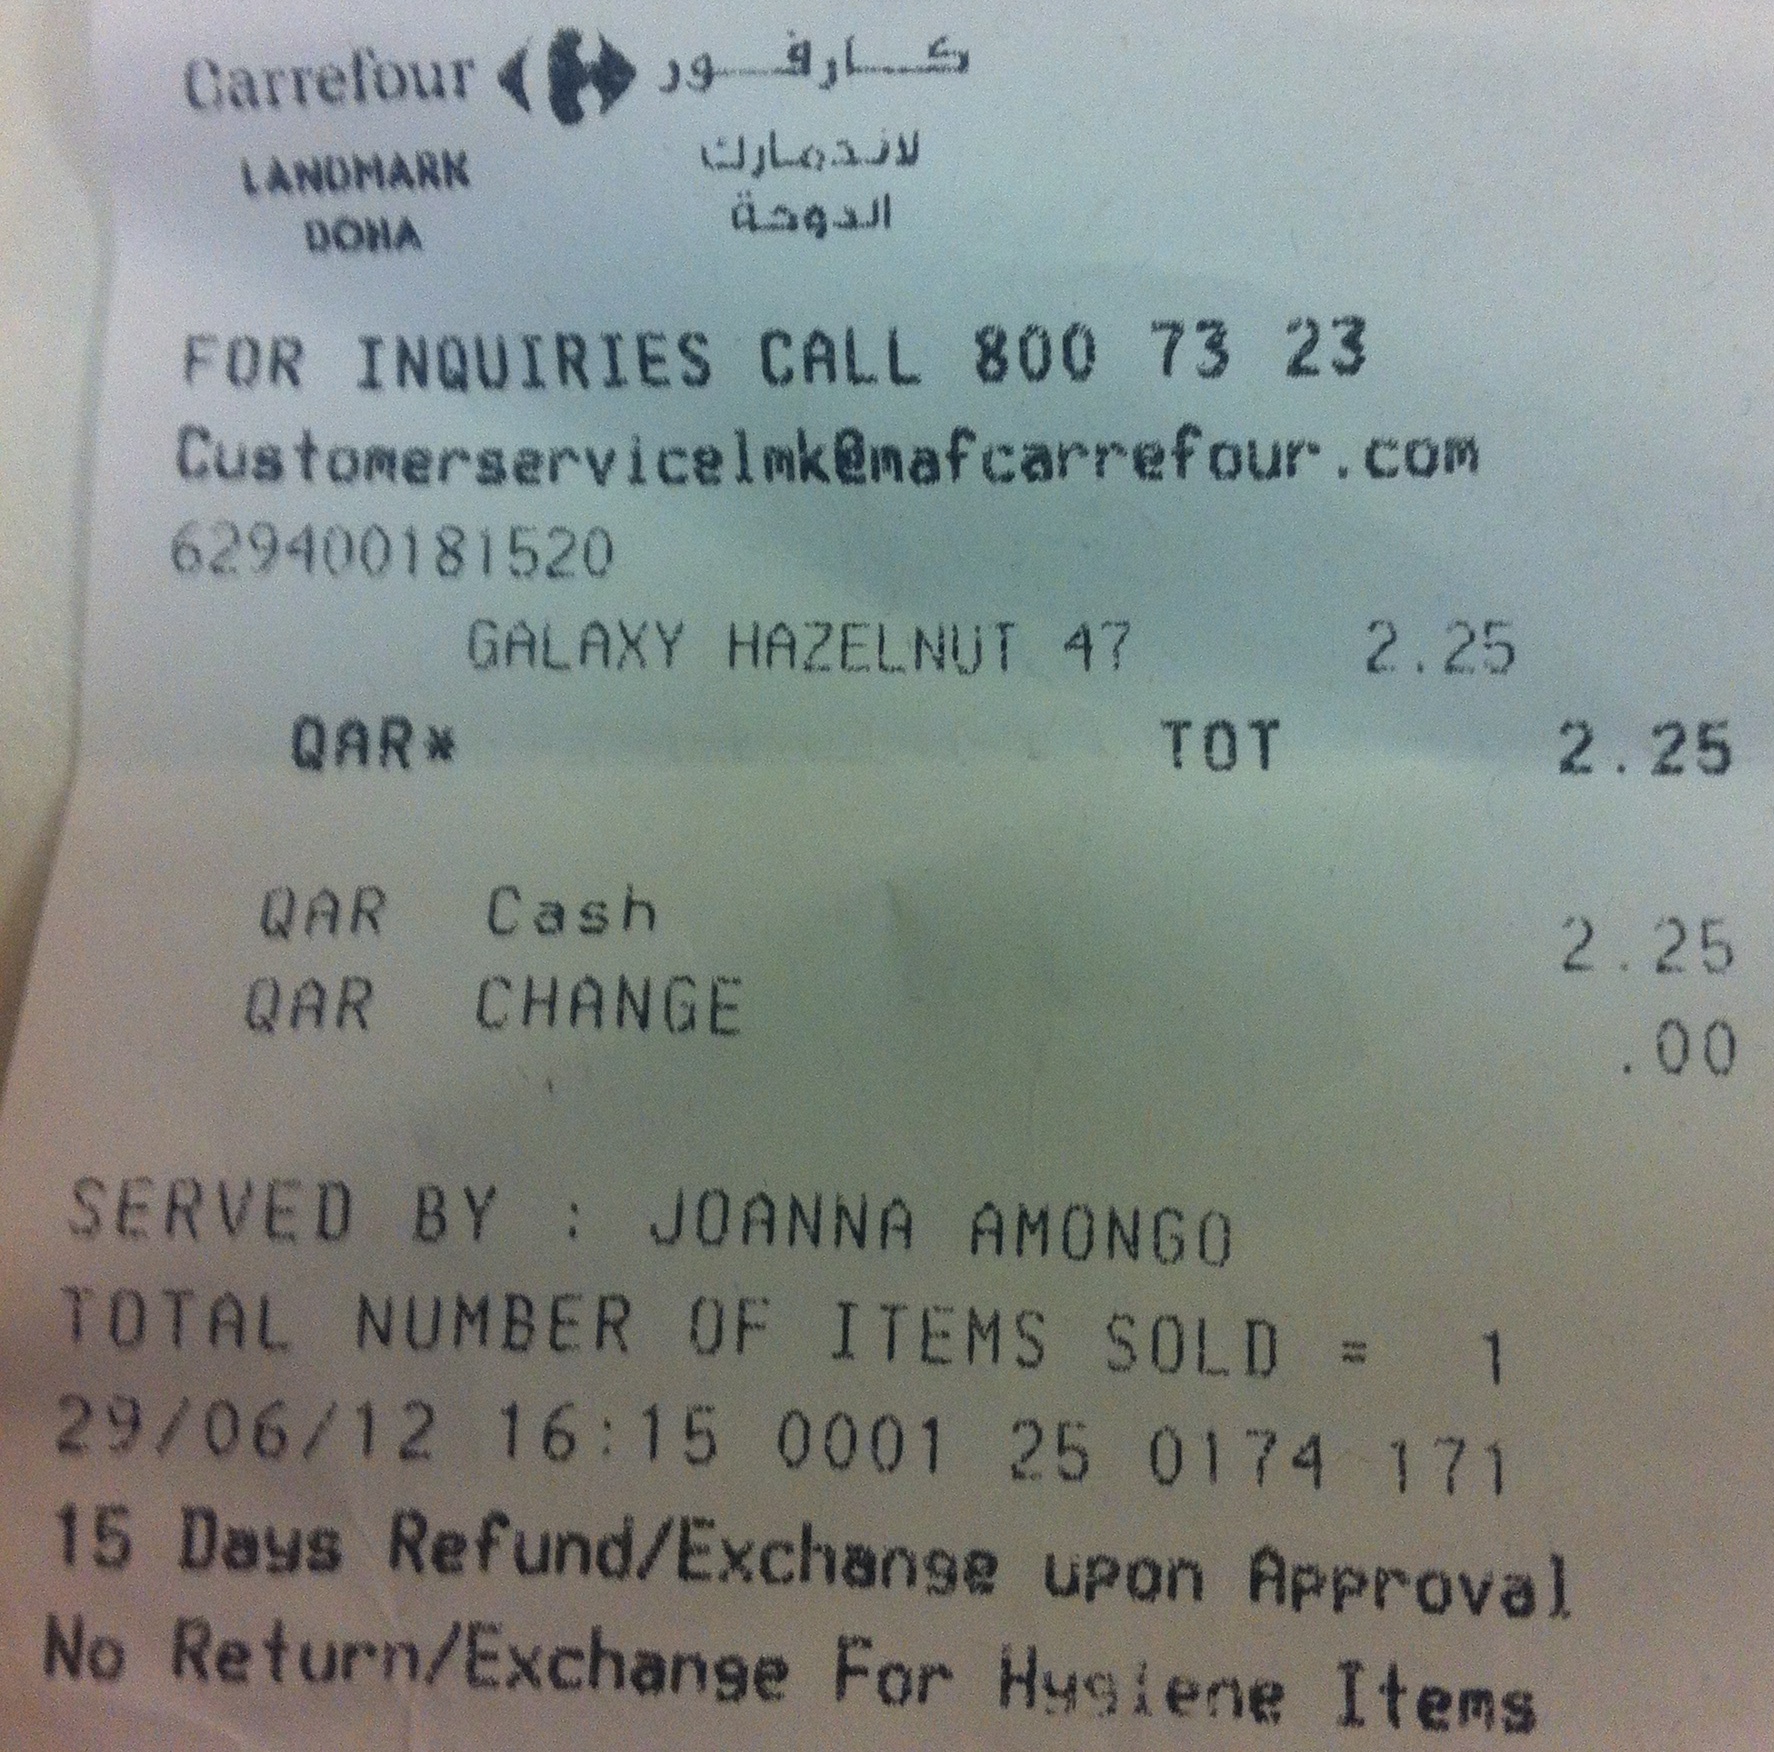 Carrefour كارفور
LANDMARK لاندمارك
DOHA الدوحة
FOR INQUIRIES CALL 800 73 23
Customerservicelmk@mafcarrefour.com
629400181520
GALAXY HAZELNUT 47 2.25
QAR* TOT 2.25
QAR Cash 2.25
QAR CHANGE .00
SERVED BY : JOANNA AMONGO
TOTAL NUMBER OF ITEMS SOLD = 1
29/06/12 16:15 0001 25 0174 171
15 Days Refund/Exchange upon Approval
No Return/Exchange For Hygiene Items